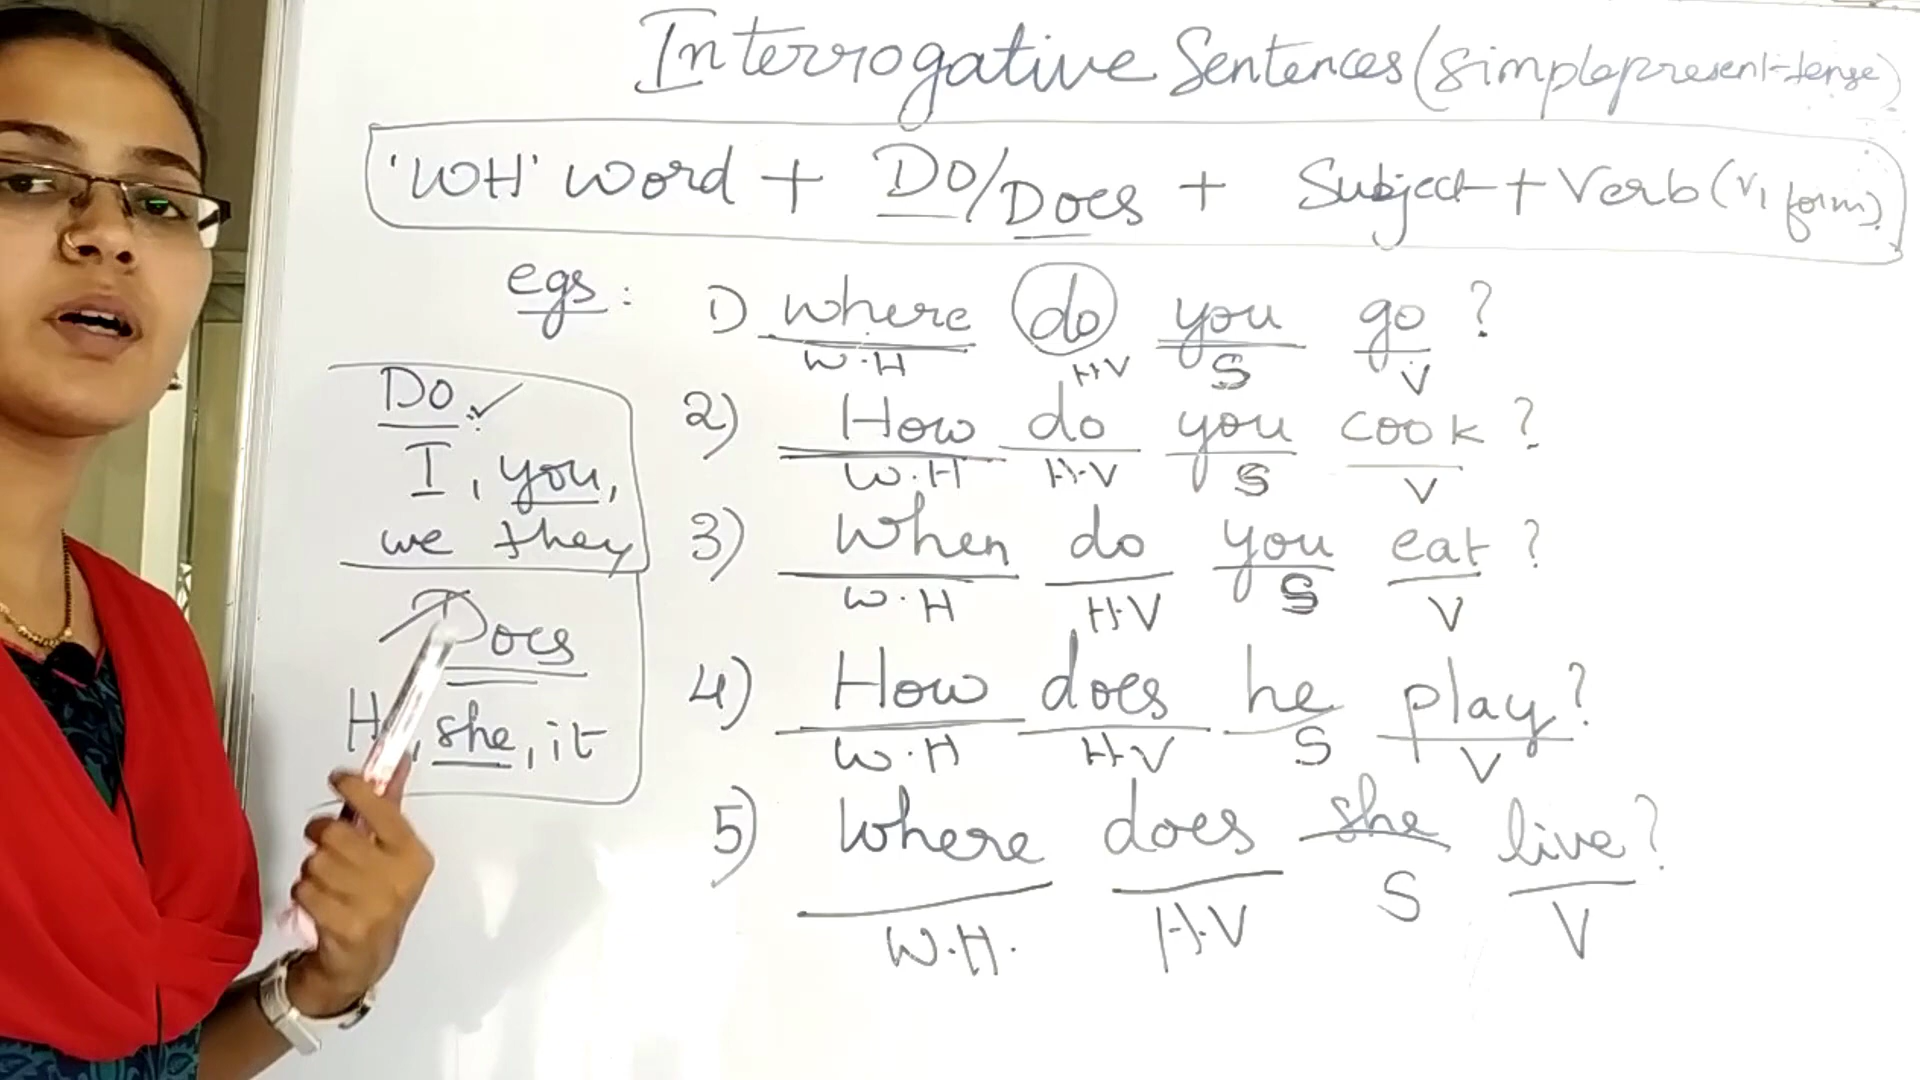 Interrogative Sentences (Simple present-tense)
'WH' word + Do/Does + Subject + Verb (V1 form)
egs: 1) where do you go ?
W.H H.V S V
2) How do you cook ?
W.H H.V S V
3) When do you eat ?
W.H H.V S V
4) How does he play?
W.H H.V S V
5) Where does she live?
W.H. H.V S V
Do ✓
I, you,
we they
Does
H , she, it